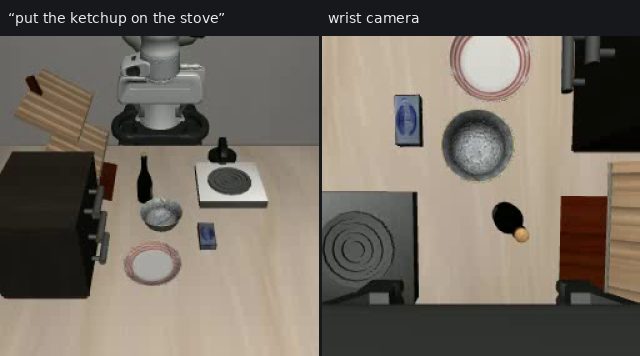 “put the ketchup on the stove”
wrist camera